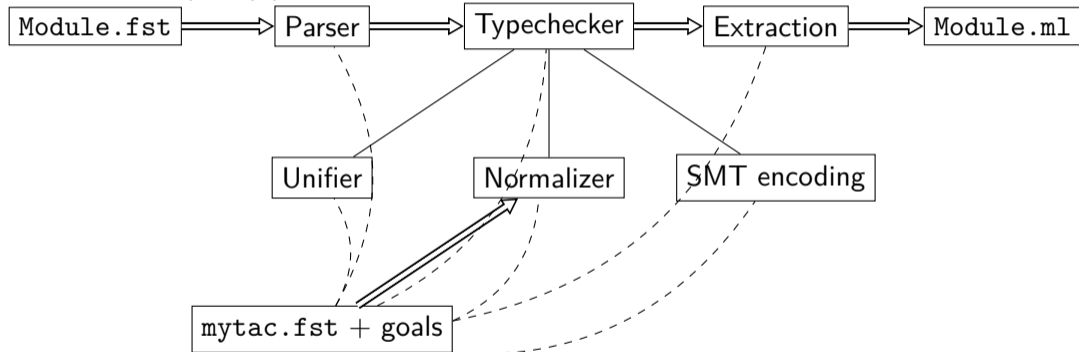 Module.fst
Parser
Typechecker
Extraction
Module.ml
Unifier
Normalizer
SMT encoding
mytac.fst + goals